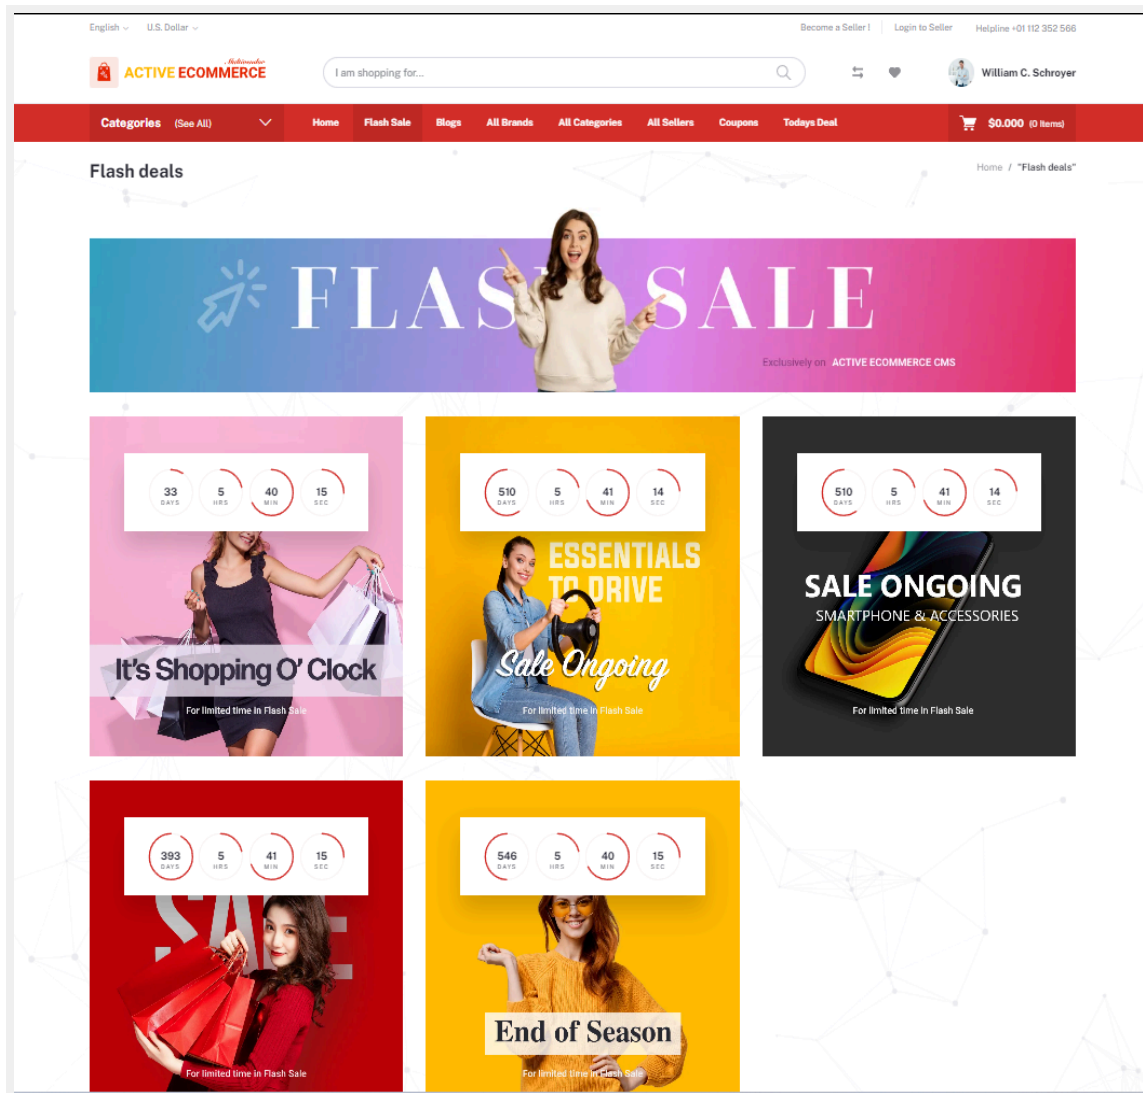 English
U.S. Dollar
Become a Seller !
Login to Seller
Helpline +01 112 352 566
ACTIVE ECOMMERCE
I am shopping for...
William C. Schroyer
Categories (See All)
Home
Flash Sale
Blogs
All Brands
All Categories
All Sellers
Coupons
Todays Deal
$0.000 (0 Items)
Flash deals
Home / "Flash deals"
FLASH SALE
Exclusively on ACTIVE ECOMMERCE CMS
33 5 40 15
DAYS HRS MIN SEC
It's Shopping O' Clock
For limited time in Flash Sale
510 5 41 14
DAYS HRS MIN SEC
ESSENTIALS
TO DRIVE
Sale Ongoing
For limited time in Flash Sale
510 5 41 14
DAYS HRS MIN SEC
SALE ONGOING
SMARTPHONE & ACCESSORIES
For limited time in Flash Sale
393 5 41 15
DAYS HRS MIN SEC
SALE
For limited time in Flash Sale
546 5 40 15
DAYS HRS MIN SEC
End of Season
For limited time in Flash Sale